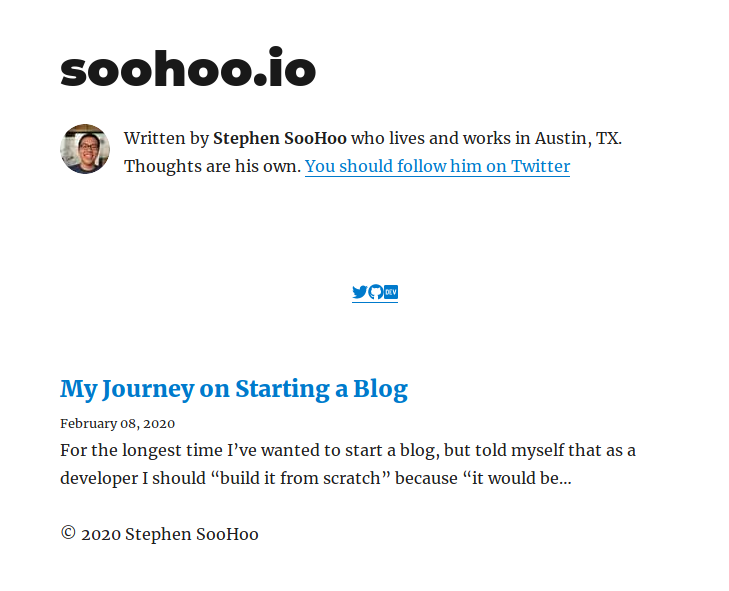 soohoo.io
Written by Stephen SooHoo who lives and works in Austin, TX.
Thoughts are his own. You should follow him on Twitter
DEV
My Journey on Starting a Blog
February 08, 2020
For the longest time I’ve wanted to start a blog, but told myself that as a
developer I should “build it from scratch” because “it would be…
© 2020 Stephen SooHoo